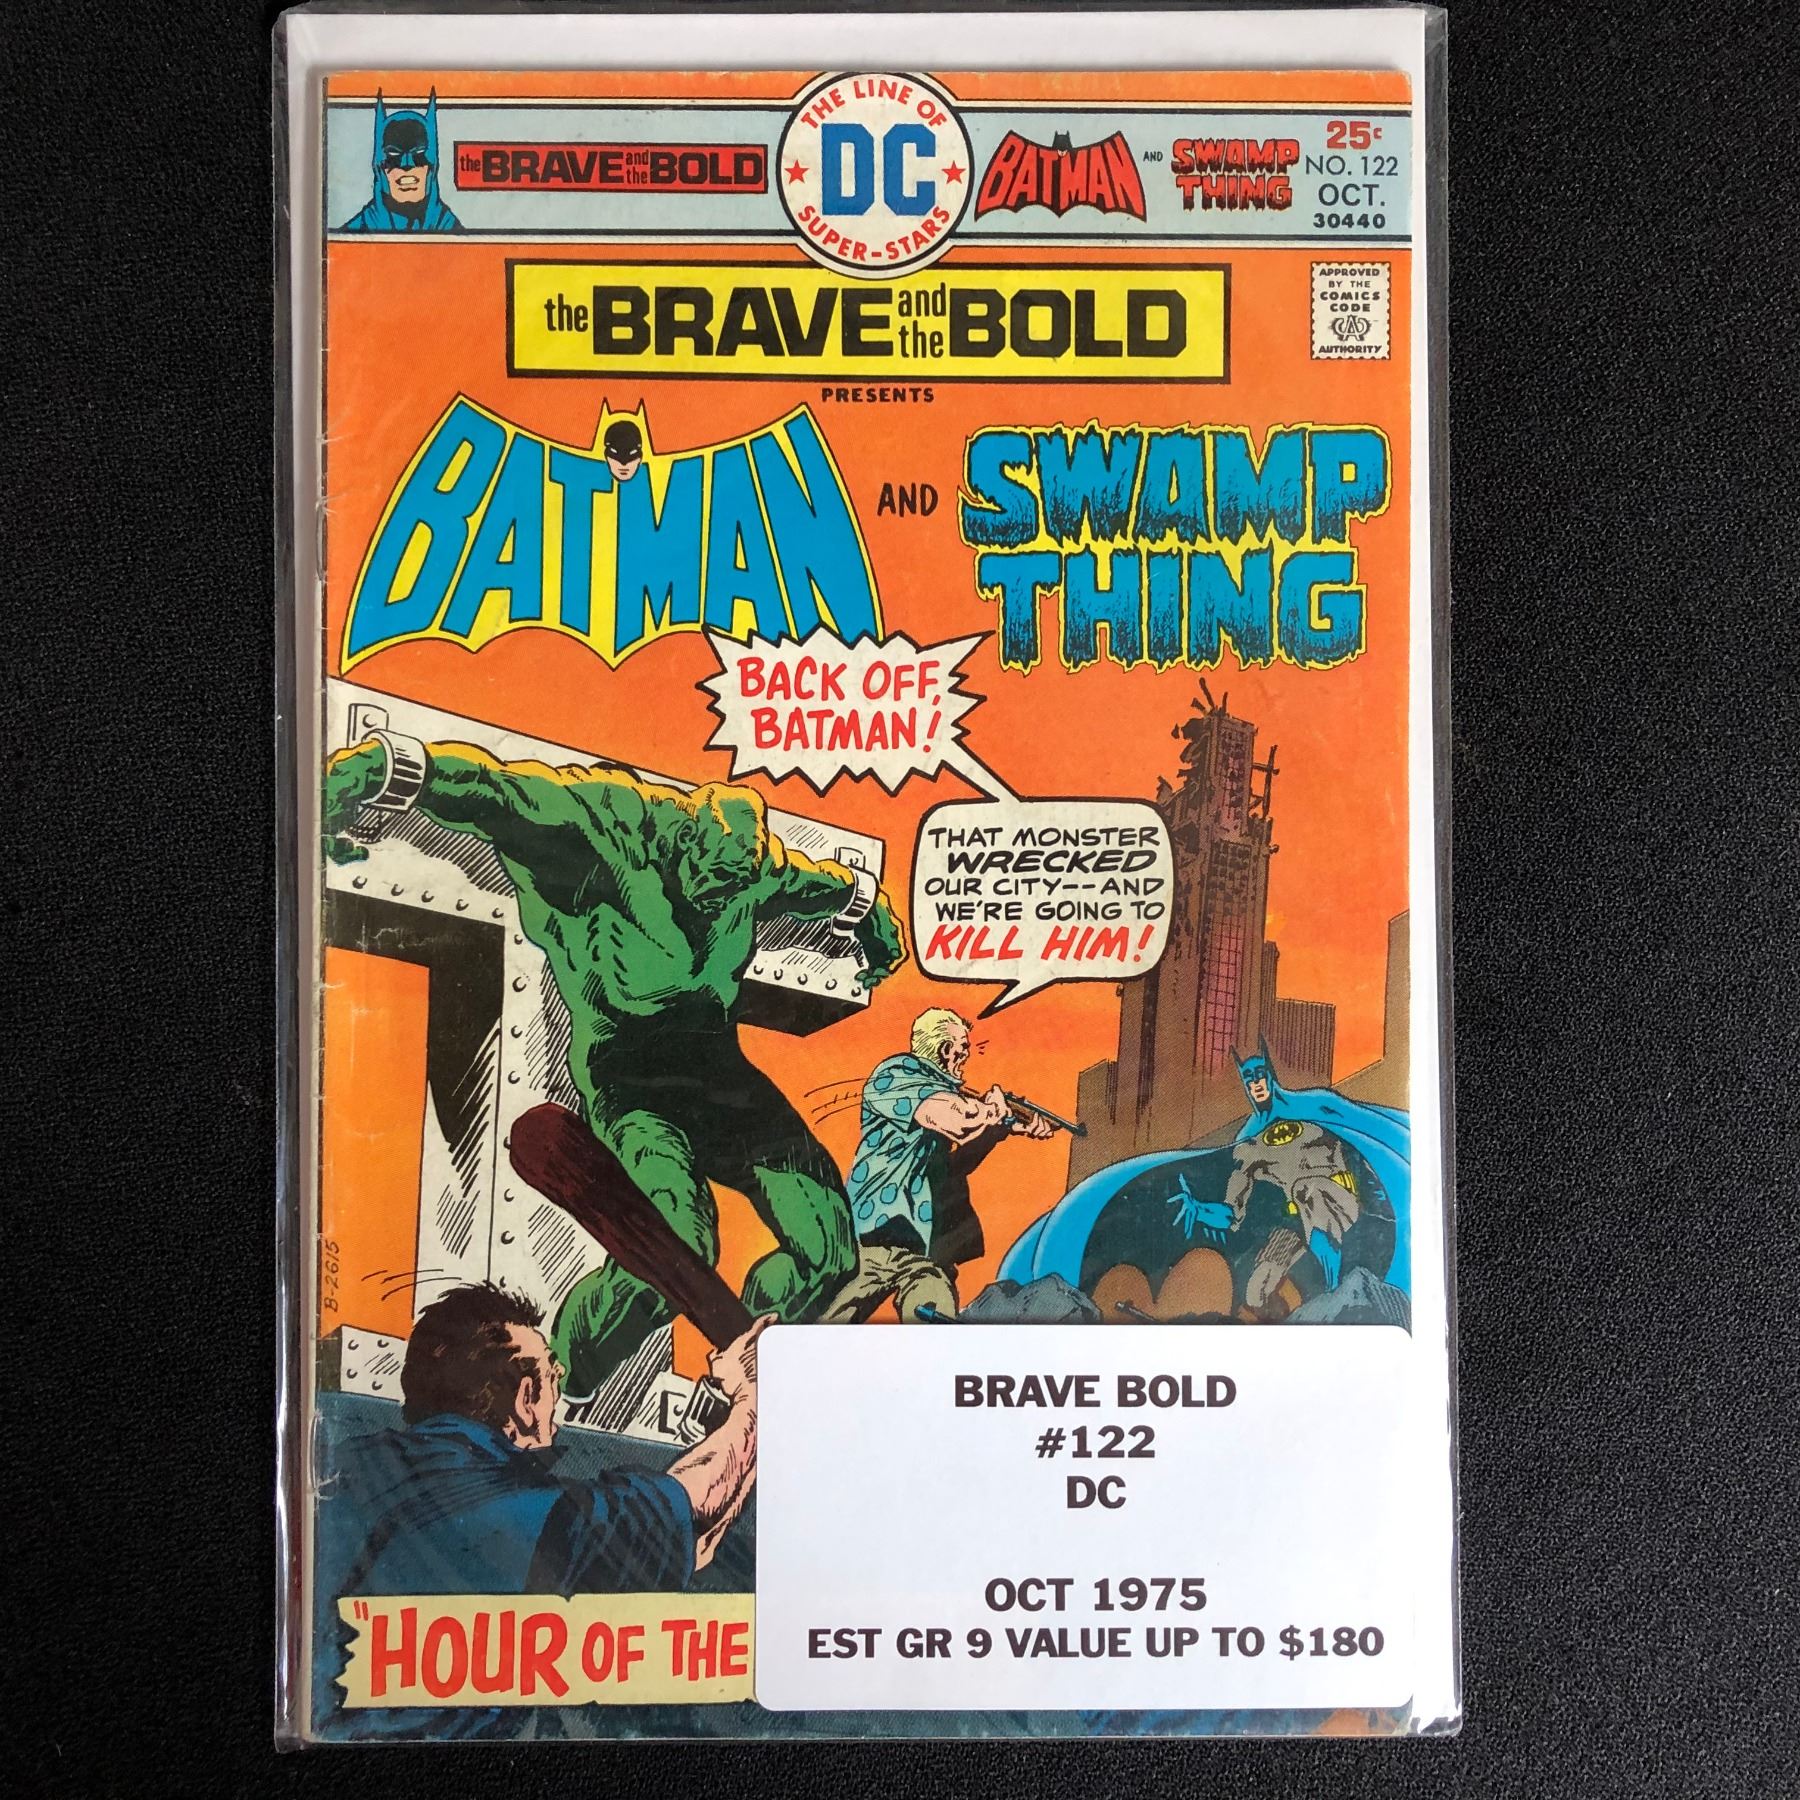 the BRAVE and the BOLD
THE LINE OF
DC
SUPER-STARS
BATMAN AND SWAMP THING
25¢
NO. 122
OCT.
30440
APPROVED
BY THE
COMICS
CODE
CA
AUTHORITY
the BRAVE and the BOLD
PRESENTS
BATMAN AND SWAMP
THING
BACK OFF,
BATMAN!
THAT MONSTER
WRECKED
OUR CITY--AND
WE'RE GOING TO
KILL HIM!
B-2615
"HOUR OF THE
BRAVE BOLD
#122
DC
OCT 1975
EST GR 9 VALUE UP TO $180